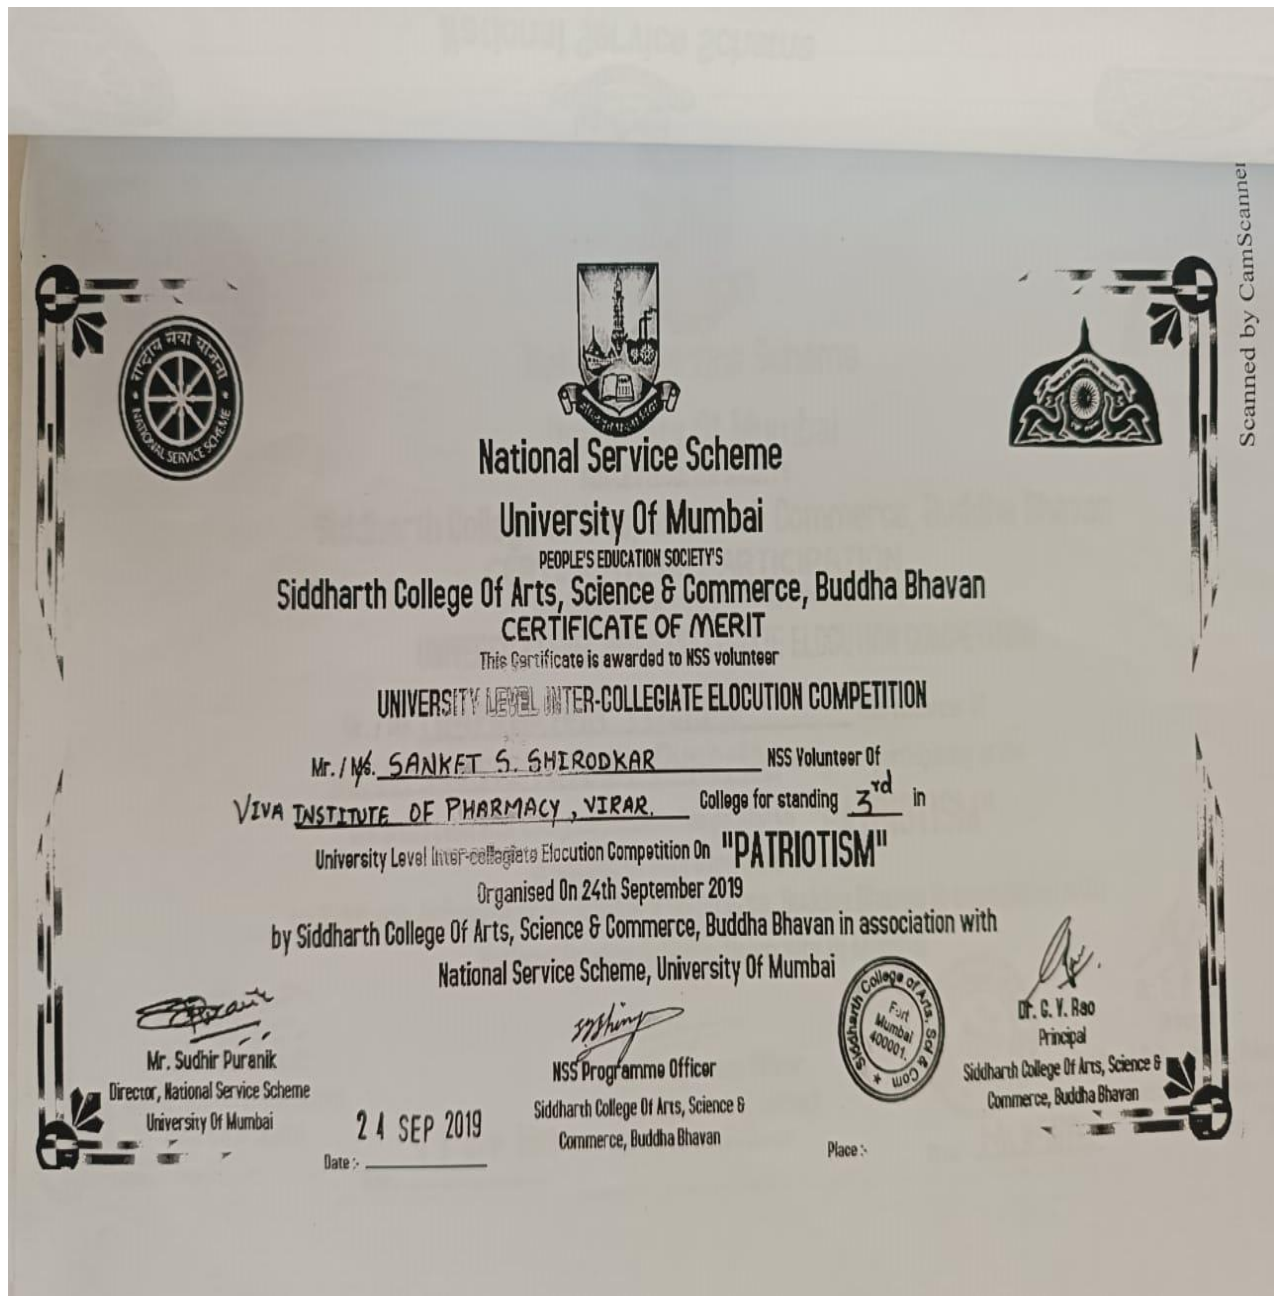 Scanned by CamScanner
राष्ट्रीय सेवा योजना
NATIONAL SERVICE SCHEME
National Service Scheme
University Of Mumbai
PEOPLE'S EDUCATION SOCIETY'S
Siddharth College Of Arts, Science & Commerce, Buddha Bhavan
CERTIFICATE OF MERIT
This Certificate is awarded to NSS volunteer
UNIVERSITY LEVEL INTER-COLLEGIATE ELOCUTION COMPETITION
Mr. / Ms. SANKET S. SHIRODKAR NSS Volunteer Of
VIVA INSTITUTE OF PHARMACY, VIRAR. College for standing 3rd in
University Level Inter-collegiate Elocution Competition On "PATRIOTISM"
Organised On 24th September 2019
by Siddharth College Of Arts, Science & Commerce, Buddha Bhavan in association with
National Service Scheme, University Of Mumbai
Mr. Sudhir Puranik
Director, National Service Scheme
University Of Mumbai
24 SEP 2019
Date :-
NSS Programme Officer
Siddharth College Of Arts, Science &
Commerce, Buddha Bhavan
Siddharth College of Arts, Sci & Com
Fort
Mumbai
400001.
Place :-
Dr. G. Y. Rao
Principal
Siddharth College Of Arts, Science &
Commerce, Buddha Bhavan